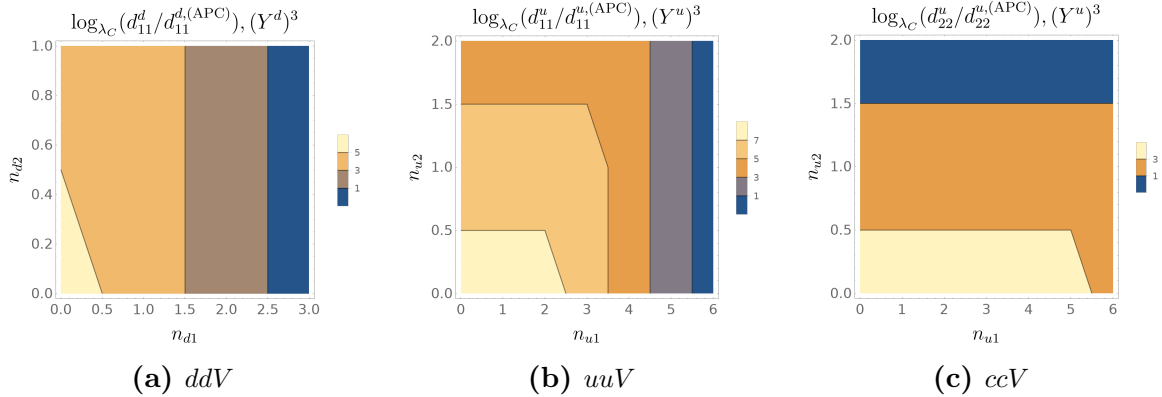 log_{λ_C}(d^d_{11}/d^{d,(APC)}_{11}), (Y^d)^3
1.0
0.8
0.6
0.4
0.2
0.0
n_{d2}
0.0 0.5 1.0 1.5 2.0 2.5 3.0
n_{d1}
5
3
1
(a) ddV
log_{λ_C}(d^u_{11}/d^{u,(APC)}_{11}), (Y^u)^3
2.0
1.5
1.0
0.5
0.0
n_{u2}
0 1 2 3 4 5 6
n_{u1}
7
5
3
1
(b) uuV
log_{λ_C}(d^u_{22}/d^{u,(APC)}_{22}), (Y^u)^3
2.0
1.5
1.0
0.5
0.0
n_{u2}
0 1 2 3 4 5 6
n_{u1}
3
1
(c) ccV